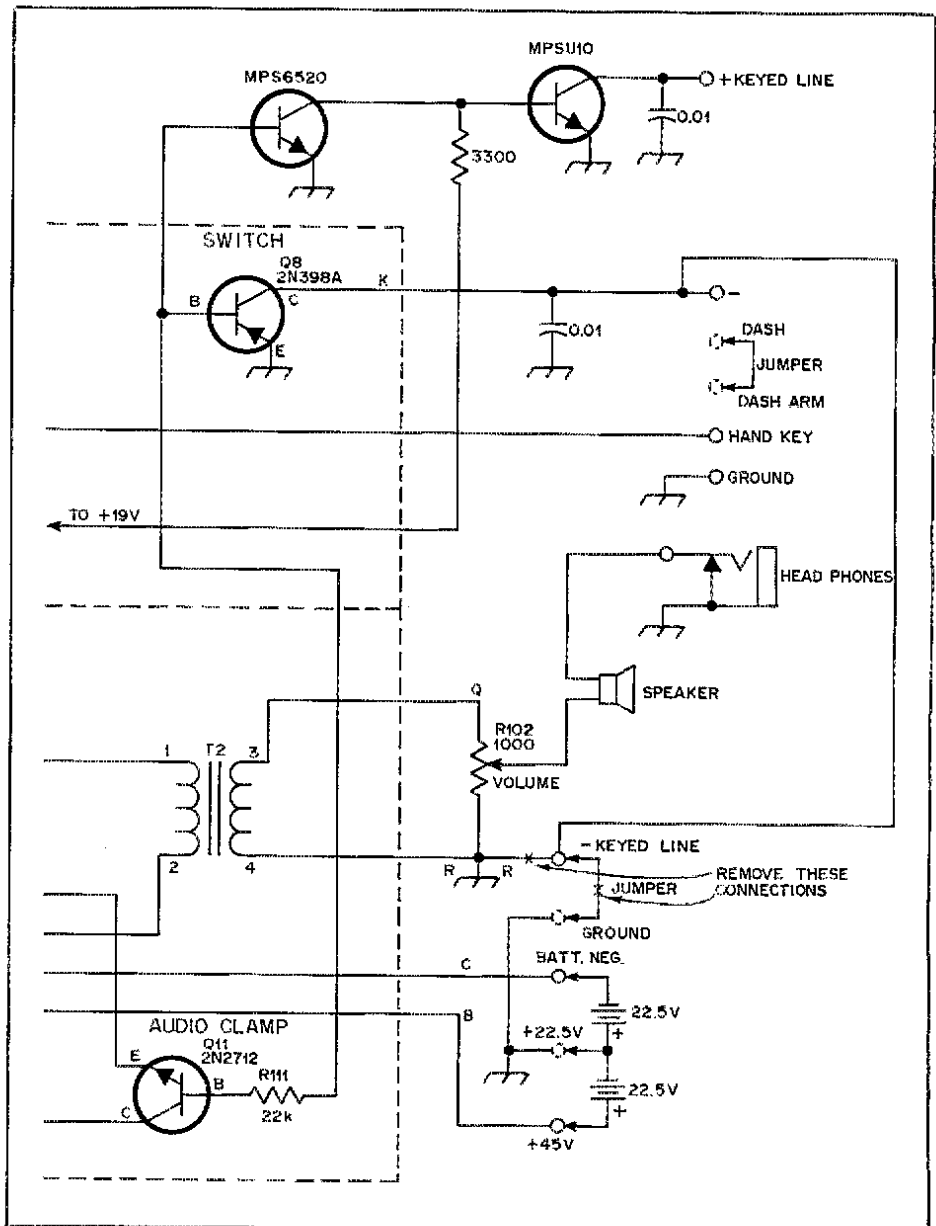 MPSU10
MPS6520
+KEYED LINE
0.01
3300
SWITCH
Q8
2N398A
K
B
C
E
-
0.01
DASH
JUMPER
DASH ARM
HAND KEY
GROUND
TO +19V
HEAD PHONES
SPEAKER
Q
R102
1000
VOLUME
1
T2
3
2
4
R
R
- KEYED LINE
REMOVE THESE
CONNECTIONS
JUMPER
GROUND
BATT. NEG.
C
22.5V
+
B
+22.5V
AUDIO CLAMP
Q11
2N2712
E
B
R111
22k
C
22.5V
+
+45V